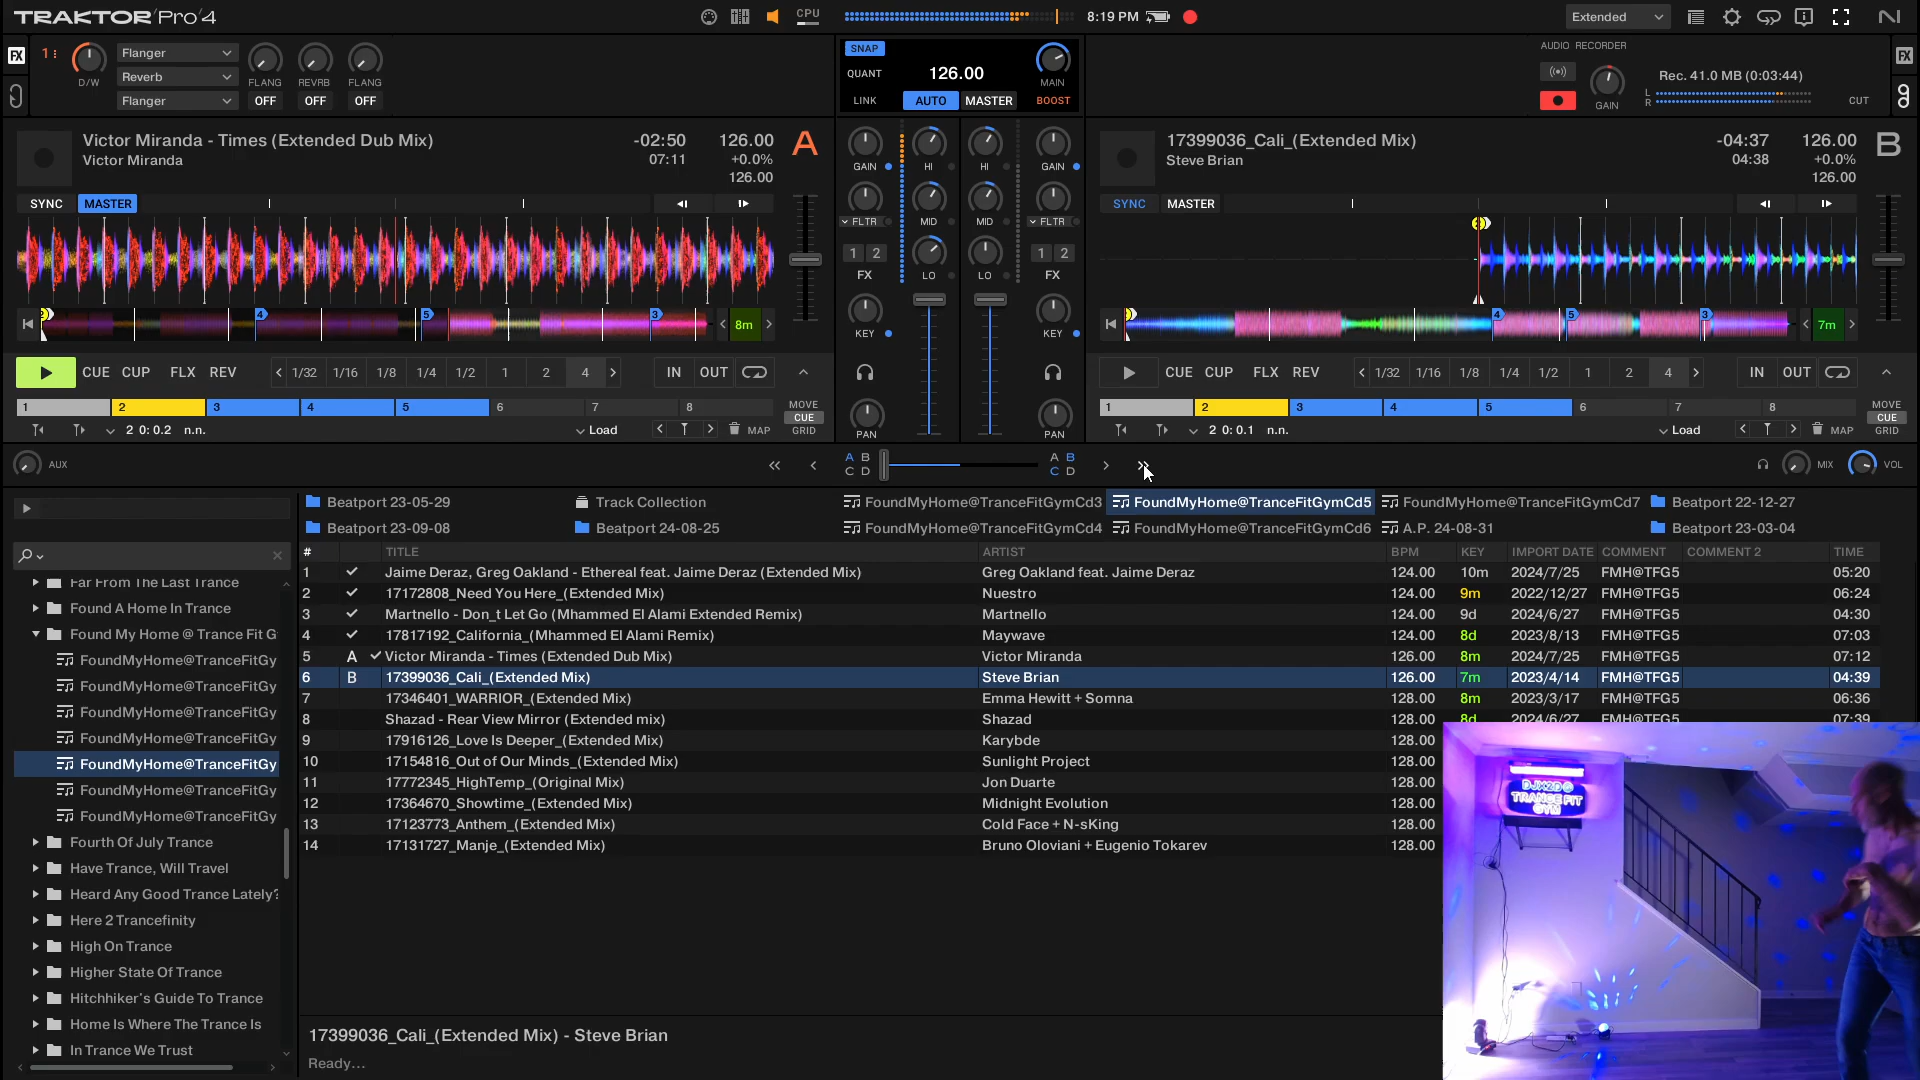 TRAKTOR Pro 4
CPU
8:19 PM
Extended
FX
1
D/W
Flanger
Reverb
Flanger
FLANG
REVRB
FLANG
OFF
OFF
OFF
SNAP
QUANT
LINK
126.00
AUTO
MASTER
MAIN
BOOST
AUDIO RECORDER
GAIN
Rec. 41.0 MB (0:03:44)
L
R
CUT
FX
Victor Miranda - Times (Extended Dub Mix)
Victor Miranda
-02:50
07:11
126.00
+0.0%
126.00
A
SYNC
MASTER
4
5
3
8m
CUE
CUP
FLX
REV
1/32
1/16
1/8
1/4
1/2
1
2
4
IN
OUT
1
2
3
4
5
6
7
8
MOVE
CUE
GRID
2 0: 0.2 n.n.
Load
MAP
GAIN
HI
HI
GAIN
FLTR
MID
MID
FLTR
1 2
FX
LO
LO
1 2
FX
KEY
KEY
PAN
PAN
17399036_Cali_(Extended Mix)
Steve Brian
-04:37
04:38
126.00
+0.0%
126.00
B
SYNC
MASTER
4
5
3
7m
CUE
CUP
FLX
REV
1/32
1/16
1/8
1/4
1/2
1
2
4
IN
OUT
1
2
3
4
5
6
7
8
MOVE
CUE
GRID
2 0: 0.1 n.n.
Load
MAP
AUX
A B
C D
A B
C D
MIX
VOL
Beatport 23-05-29
Track Collection
FoundMyHome@TranceFitGymCd3
FoundMyHome@TranceFitGymCd5
FoundMyHome@TranceFitGymCd7
Beatport 22-12-27
Beatport 23-09-08
Beatport 24-08-25
FoundMyHome@TranceFitGymCd4
FoundMyHome@TranceFitGymCd6
A.P. 24-08-31
Beatport 23-03-04
Far From The Last Trance
Found A Home In Trance
Found My Home @ Trance Fit G
FoundMyHome@TranceFitGy
FoundMyHome@TranceFitGy
FoundMyHome@TranceFitGy
FoundMyHome@TranceFitGy
FoundMyHome@TranceFitGy
FoundMyHome@TranceFitGy
FoundMyHome@TranceFitGy
Fourth Of July Trance
Have Trance, Will Travel
Heard Any Good Trance Lately?
Here 2 Trancefinity
High On Trance
Higher State Of Trance
Hitchhiker's Guide To Trance
Home Is Where The Trance Is
In Trance We Trust
# TITLE ARTIST BPM KEY IMPORT DATE COMMENT COMMENT 2 TIME
1 Jaime Deraz, Greg Oakland - Ethereal feat. Jaime Deraz (Extended Mix) Greg Oakland feat. Jaime Deraz 124.00 10m 2024/7/25 FMH@TFG5 05:20
2 17172808_Need You Here_(Extended Mix) Nuestro 124.00 9m 2022/12/27 FMH@TFG5 06:24
3 Martnello - Don_t Let Go (Mhammed El Alami Extended Remix) Martnello 124.00 9d 2024/6/27 FMH@TFG5 04:30
4 17817192_California_(Mhammed El Alami Remix) Maywave 124.00 8d 2023/8/13 FMH@TFG5 07:03
5 A Victor Miranda - Times (Extended Dub Mix) Victor Miranda 126.00 8m 2024/7/25 FMH@TFG5 07:12
6 B 17399036_Cali_(Extended Mix) Steve Brian 126.00 7m 2023/4/14 FMH@TFG5 04:39
7 17346401_WARRIOR_(Extended Mix) Emma Hewitt + Somna 128.00 8m 2023/3/17 FMH@TFG5 06:36
8 Shazad - Rear View Mirror (Extended mix) Shazad 128.00 8d 2024/6/27 FMH@TFG5 07:39
9 17916126_Love Is Deeper_(Extended Mix) Karybde 128.00
10 17154816_Out of Our Minds_(Extended Mix) Sunlight Project 128.00
11 17772345_HighTemp_(Original Mix) Jon Duarte 128.00
12 17364670_Showtime_(Extended Mix) Midnight Evolution 128.00
13 17123773_Anthem_(Extended Mix) Cold Face + N-sKing 128.00
14 17131727_Manje_(Extended Mix) Bruno Oloviani + Eugenio Tokarev 128.00
TRANCE FIT
GYM
17399036_Cali_(Extended Mix) - Steve Brian
Ready...